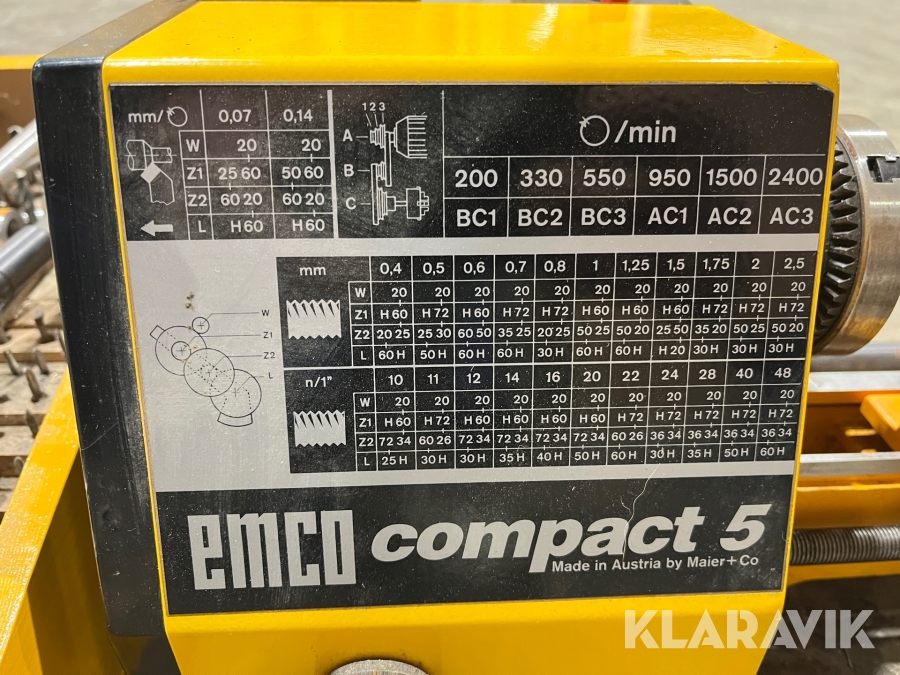 mm/ 0,07 0,14
W 20 20
Z1 25 60 50 60
Z2 60 20 60 20
L H60 H60
1 2 3
A
B
C
/min
200 330 550 950 1500 2400
BC1 BC2 BC3 AC1 AC2 AC3
W
Z1
Z2
L
mm 0,4 0,5 0,6 0,7 0,8 1 1,25 1,5 1,75 2 2,5
W 20 20 20 20 20 20 20 20 20 20 20
Z1 H 60 H 72 H 60 H 72 H 72 H 60 H 60 H 72 H 72 H 72 H 72
Z2 20 25 25 30 60 50 35 25 20 25 50 25 50 20 25 50 35 20 50 25 50 20
L 60 H 50 H 60 H 60 H 30 H 60 H 60 H H 20 30 H 30 H 30 H
n/1" 10 11 12 14 16 20 22 24 28 40 48
W 20 20 20 20 20 20 20 20 20 20 20
Z1 H 60 H 72 H 60 H 60 H 60 H 60 H 72 H 72 H 72 H 72 H 72
Z2 72 34 60 26 72 34 72 34 72 34 72 34 60 26 36 34 36 34 36 34 36 34
L 25 H 30 H 30 H 35 H 40 H 50 H 60 H 30 H 35 H 50 H 60 H
emco compact 5
Made in Austria by Maier+Co
KLARAVIK